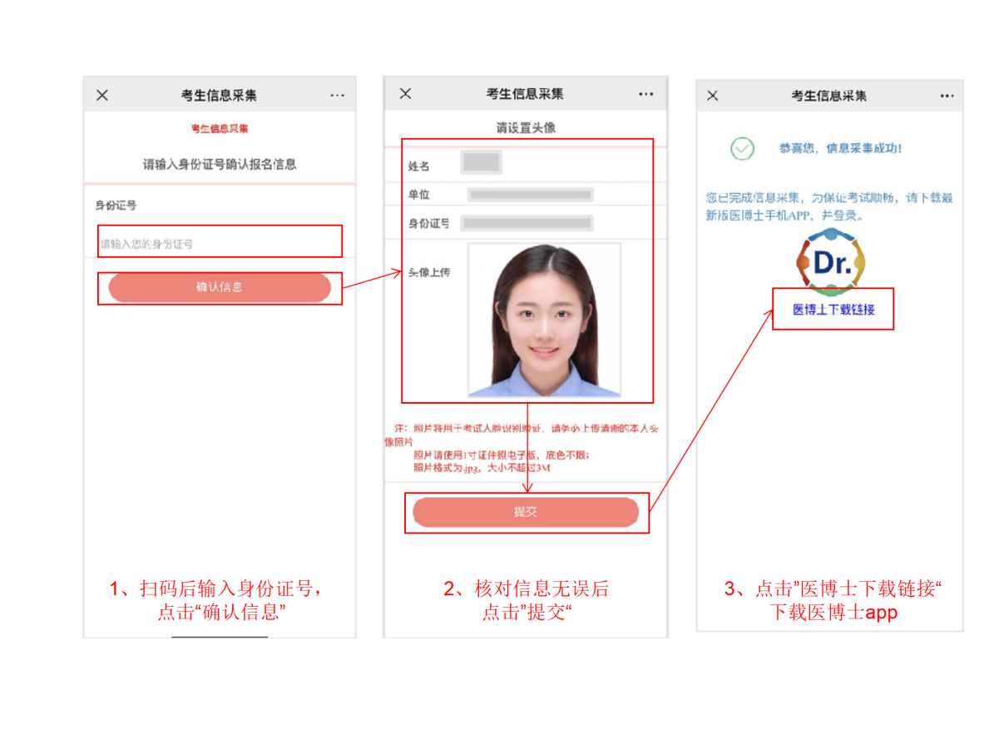 考生信息采集
考生信息采集
请输入身份证号确认报名信息
身份证号
请输入您的身份证号
确认信息
1、扫码后输入身份证号，
点击“确认信息”
考生信息采集
请设置头像
姓名
单位
身份证号
头像上传
注：照片将用于考试人脸识别验证，请务必上传清晰的本人头
像照片
照片请使用1寸证件照电子版，底色不限；
照片格式为.jpg，大小不超过3M
提交
2、核对信息无误后
点击”提交“
考生信息采集
恭喜您，信息采集成功!
您已完成信息采集，为保证考试顺畅，请下载最
新版医博士手机APP，并登录。
Dr.
医博士下载链接
3、点击”医博士下载链接“
下载医博士app